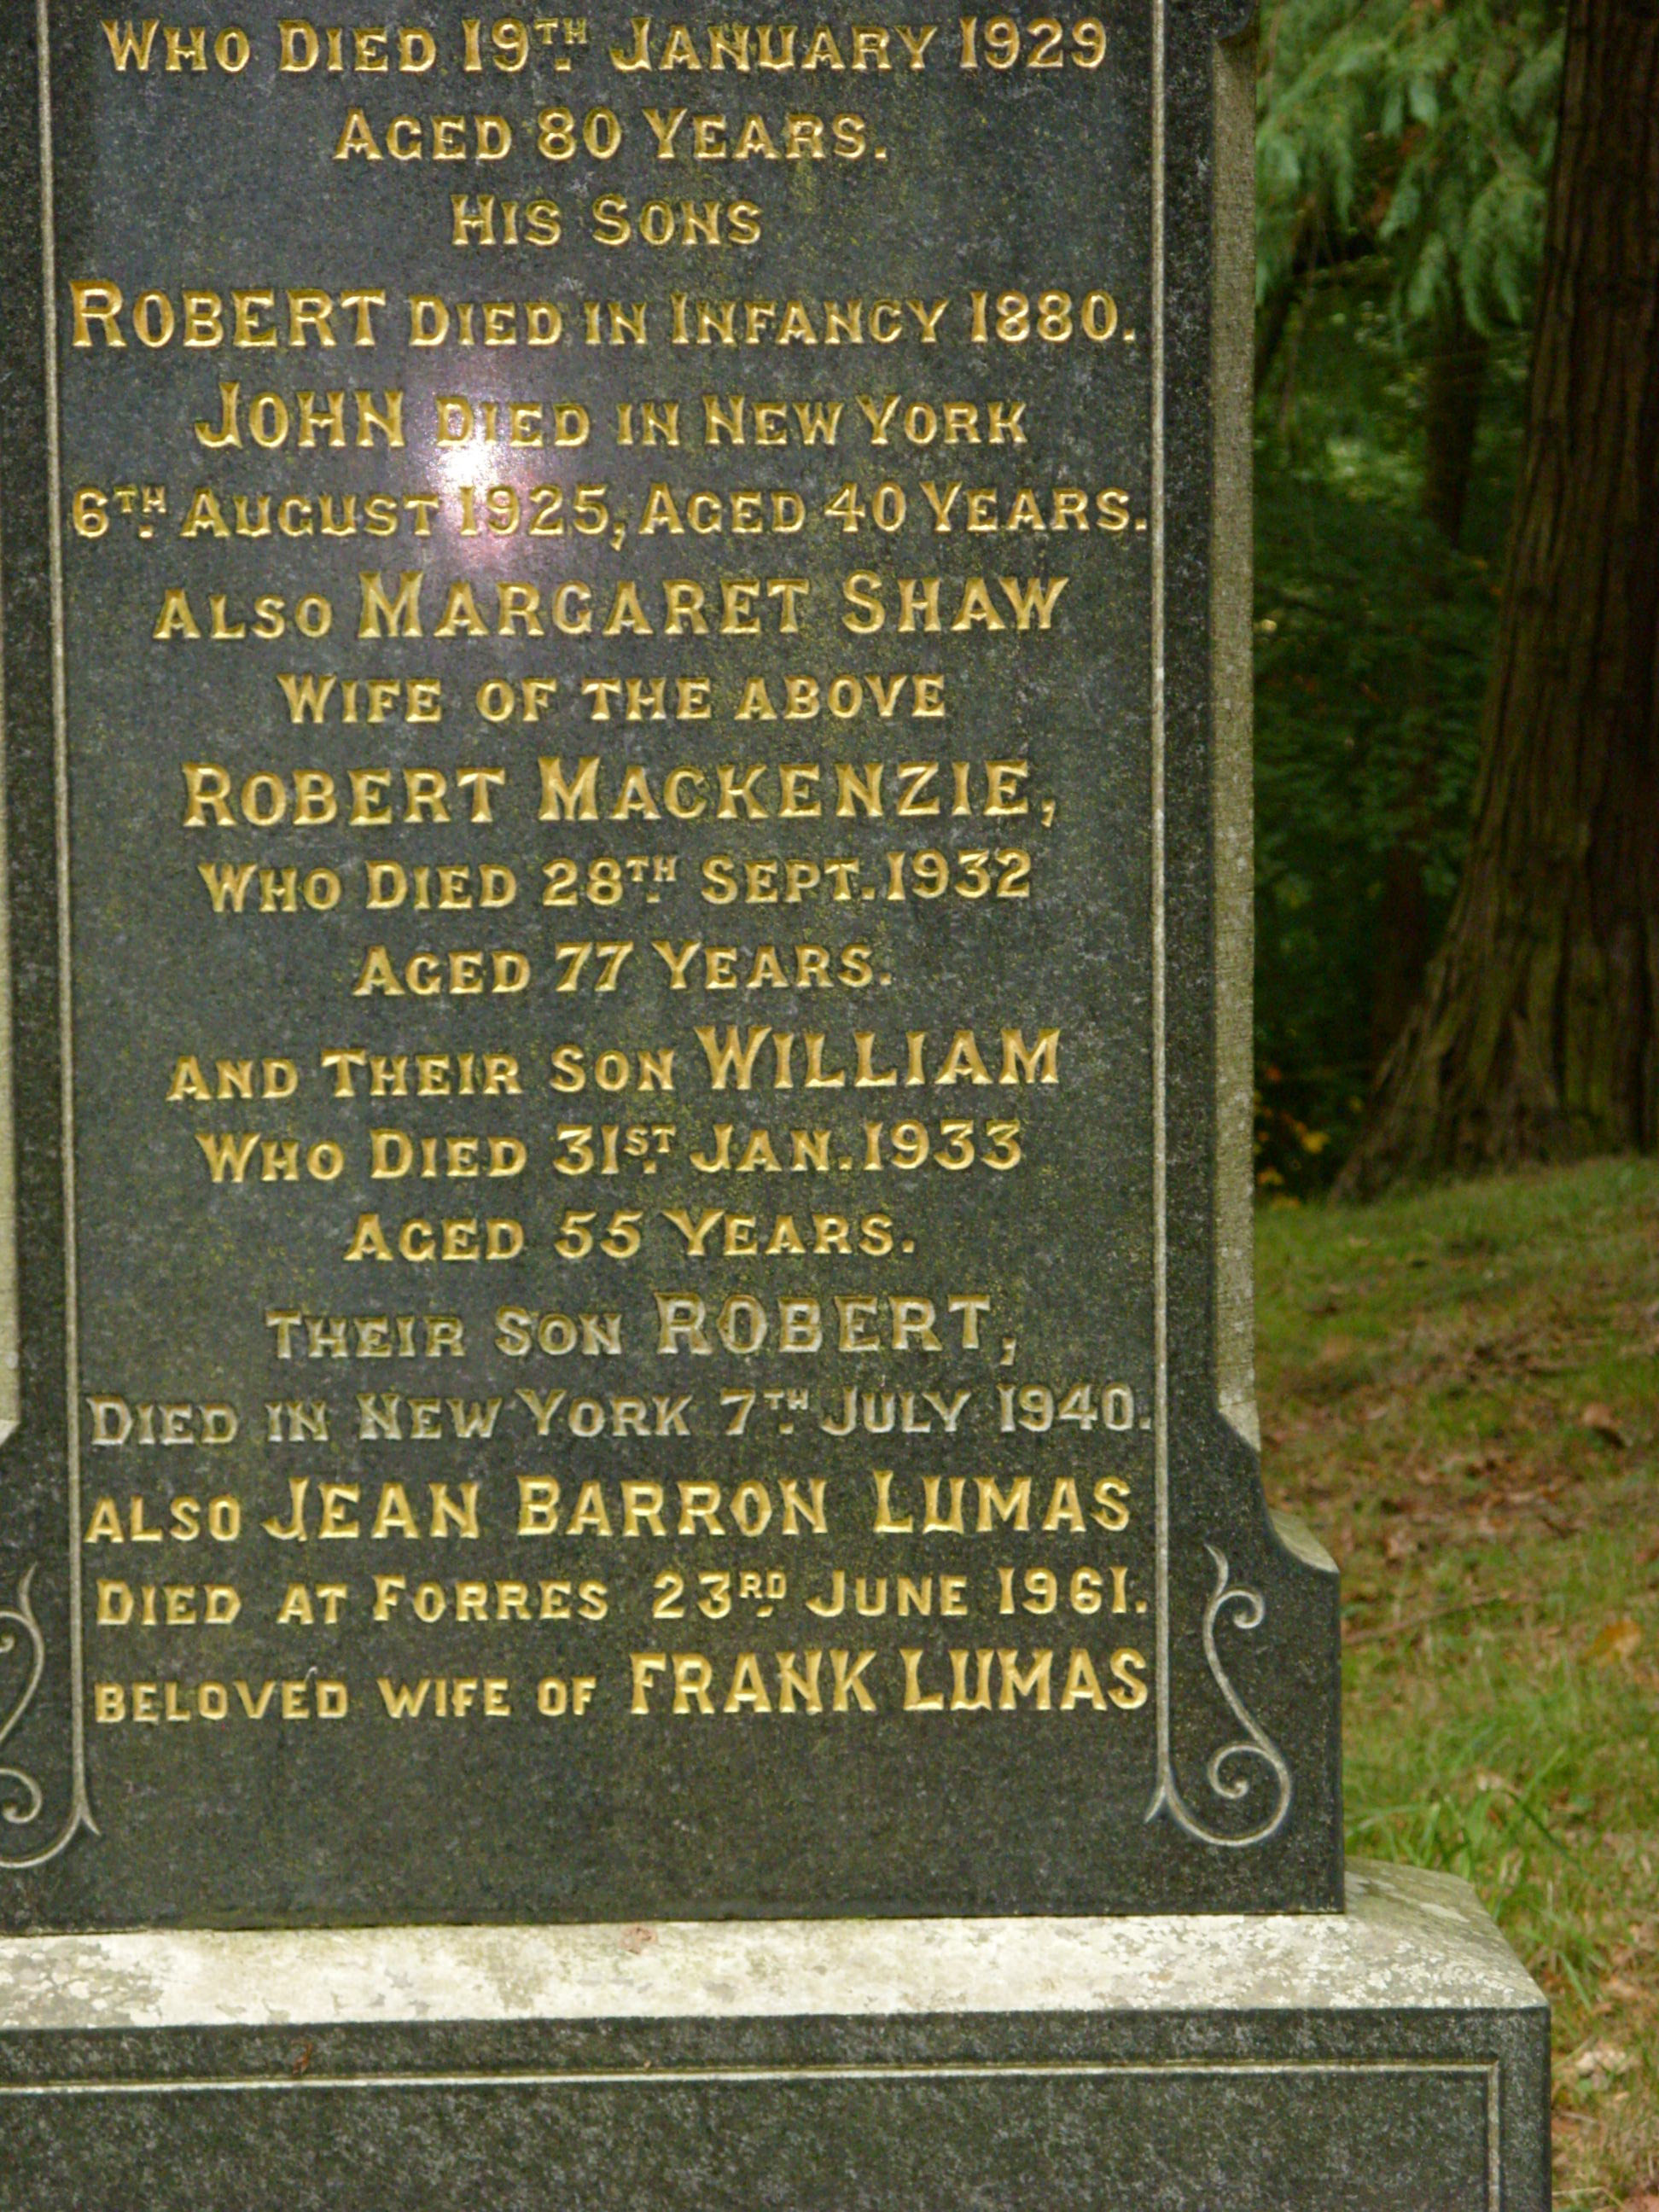 WHO DIED 19TH JANUARY 1929
AGED 80 YEARS.
HIS SONS
ROBERT DIED IN INFANCY 1880.
JOHN DIED IN NEW YORK
6TH AUGUST 1925, AGED 40 YEARS.
ALSO MARGARET SHAW
WIFE OF THE ABOVE
ROBERT MACKENZIE,
WHO DIED 28TH SEPT. 1932
AGED 77 YEARS.
AND THEIR SON WILLIAM
WHO DIED 31ST JAN. 1933
AGED 55 YEARS.
THEIR SON ROBERT,
DIED IN NEW YORK 7TH JULY 1940.
ALSO JEAN BARRON LUMAS
DIED AT FORRES 23RD JUNE 1961.
BELOVED WIFE OF FRANK LUMAS